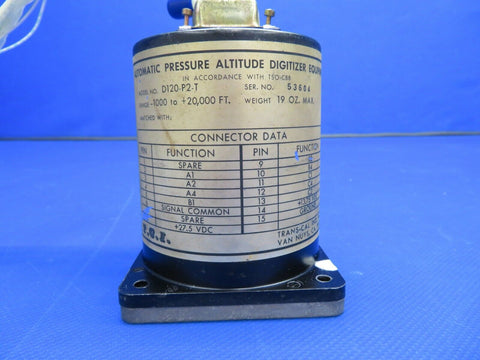 AUTOMATIC PRESSURE ALTITUDE DIGITIZER EQUIP
IN ACCORDANCE WITH TSO-C88
MODEL NO. D120-P2-T SER. NO. 53604
RANGE -1000 to +20,000 FT. WEIGHT 19 OZ. MAX.
MATCHED WITH:
CONNECTOR DATA
PIN FUNCTION PIN FUNCTION
SPARE 9
A1 10 B4
A2 11
A4 12
B1 13
SIGNAL COMMON 14
SPARE 15
+27.5 VDC
TRANS-CAL
VAN NUYS, C